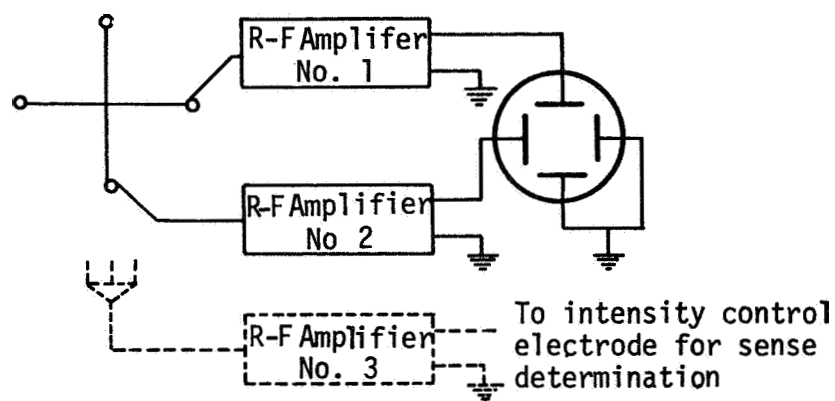 R-F Amplifer
No. 1
R-F Amplifier
No 2
R-F Amplifier
No. 3
To intensity control
electrode for sense
determination